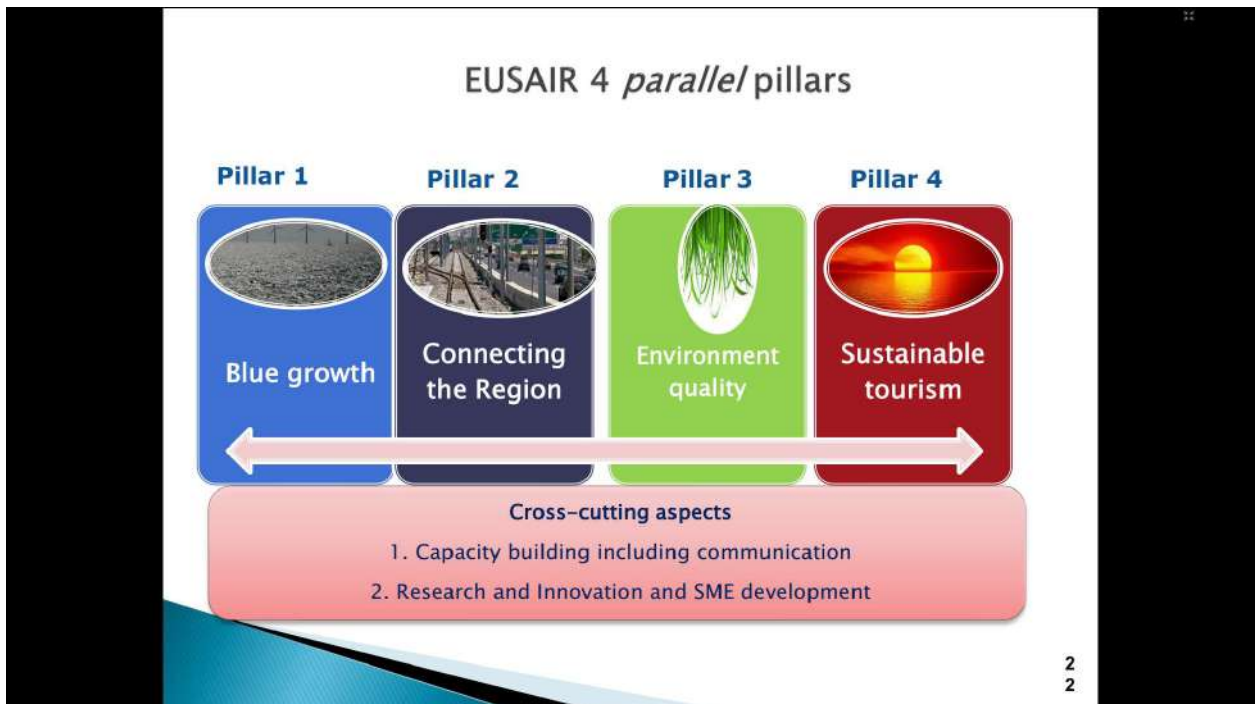 EUSAIR 4 parallel pillars
Pillar 1
Pillar 2
Pillar 3
Pillar 4
Blue growth
Connecting
the Region
Environment
quality
Sustainable
tourism
Cross-cutting aspects
1. Capacity building including communication
2. Research and Innovation and SME development
2
2